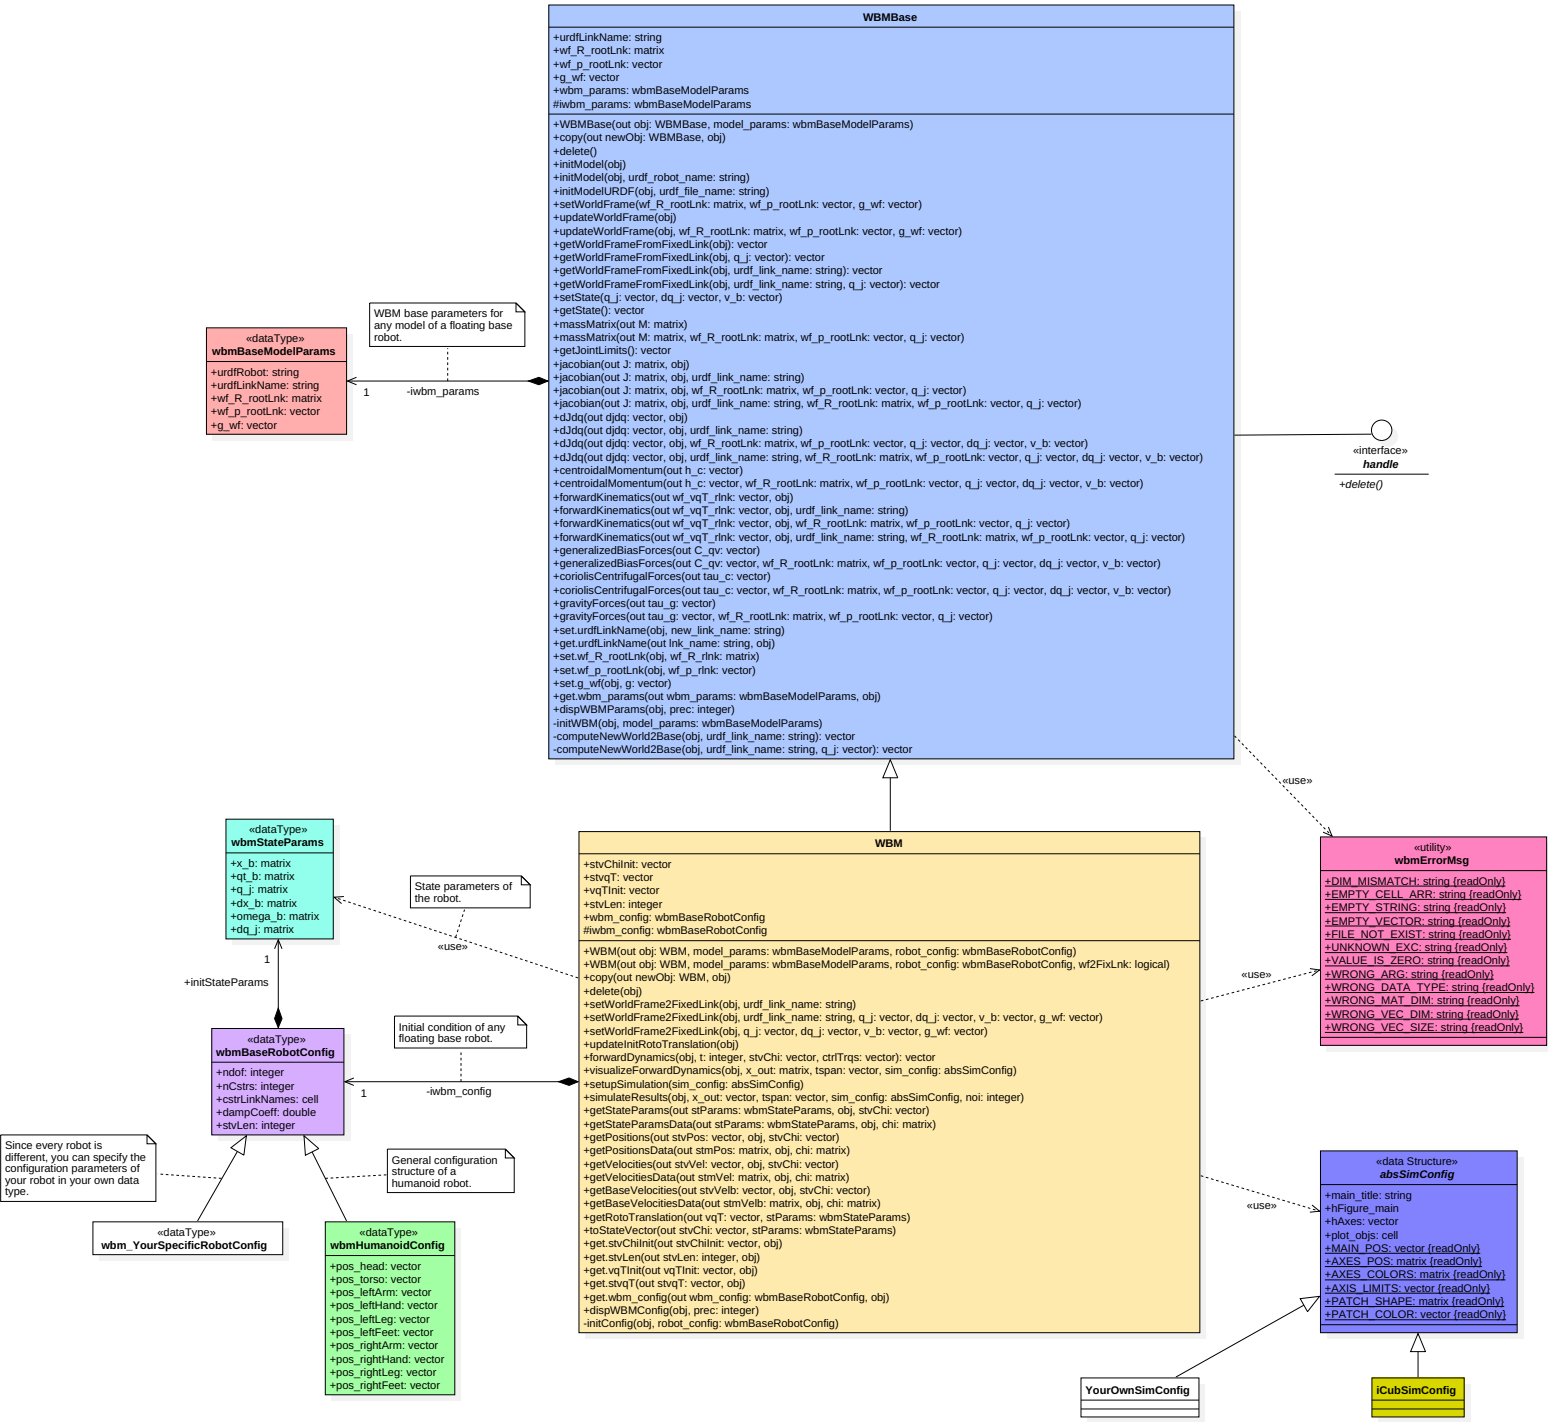 WBMBase
+urdfLinkName: string
+wf_R_rootLnk: matrix
+wf_p_rootLnk: vector
+g_wf: vector
+wbm_params: wbmBaseModelParams
#iwbm_params: wbmBaseModelParams
+WBMBase(out obj: WBMBase, model_params: wbmBaseModelParams)
+copy(out newObj: WBMBase, obj)
+delete()
+initModel(obj)
+initModel(obj, urdf_robot_name: string)
+initModelURDF(obj, urdf_file_name: string)
+setWorldFrame(wf_R_rootLnk: matrix, wf_p_rootLnk: vector, g_wf: vector)
+updateWorldFrame(obj)
+updateWorldFrame(obj, wf_R_rootLnk: matrix, wf_p_rootLnk: vector, g_wf: vector)
+getWorldFrameFromFixedLink(obj): vector
+getWorldFrameFromFixedLink(obj, q_j: vector): vector
+getWorldFrameFromFixedLink(obj, urdf_link_name: string): vector
+getWorldFrameFromFixedLink(obj, urdf_link_name: string, q_j: vector): vector
+setState(q_j: vector, dq_j: vector, v_b: vector)
+getState(): vector
+massMatrix(out M: matrix)
+massMatrix(out M: matrix, wf_R_rootLnk: matrix, wf_p_rootLnk: vector, q_j: vector)
+getJointLimits(): vector
+jacobian(out J: matrix, obj)
+jacobian(out J: matrix, obj, urdf_link_name: string)
+jacobian(out J: matrix, obj, wf_R_rootLnk: matrix, wf_p_rootLnk: vector, q_j: vector)
+jacobian(out J: matrix, obj, urdf_link_name: string, wf_R_rootLnk: matrix, wf_p_rootLnk: vector, q_j: vector)
+dJdq(out djdq: vector, obj)
+dJdq(out djdq: vector, obj, urdf_link_name: string)
+dJdq(out djdq: vector, obj, wf_R_rootLnk: matrix, wf_p_rootLnk: vector, q_j: vector, dq_j: vector, v_b: vector)
+dJdq(out djdq: vector, obj, urdf_link_name: string, wf_R_rootLnk: matrix, wf_p_rootLnk: vector, q_j: vector, dq_j: vector, v_b: vector)
+centroidalMomentum(out h_c: vector)
+centroidalMomentum(out h_c: vector, wf_R_rootLnk: matrix, wf_p_rootLnk: vector, q_j: vector, dq_j: vector, v_b: vector)
+forwardKinematics(out wf_vqT_rlnk: vector, obj)
+forwardKinematics(out wf_vqT_rlnk: vector, obj, urdf_link_name: string)
+forwardKinematics(out wf_vqT_rlnk: vector, obj, wf_R_rootLnk: matrix, wf_p_rootLnk: vector, q_j: vector)
+forwardKinematics(out wf_vqT_rlnk: vector, obj, urdf_link_name: string, wf_R_rootLnk: matrix, wf_p_rootLnk: vector, q_j: vector)
+generalizedBiasForces(out C_qv: vector)
+generalizedBiasForces(out C_qv: vector, wf_R_rootLnk: matrix, wf_p_rootLnk: vector, q_j: vector, dq_j: vector, v_b: vector)
+coriolisCentrifugalForces(out tau_c: vector)
+coriolisCentrifugalForces(out tau_c: vector, wf_R_rootLnk: matrix, wf_p_rootLnk: vector, q_j: vector, dq_j: vector, v_b: vector)
+gravityForces(out tau_g: vector)
+gravityForces(out tau_g: vector, wf_R_rootLnk: matrix, wf_p_rootLnk: vector, q_j: vector)
+set.urdfLinkName(obj, new_link_name: string)
+get.urdfLinkName(out lnk_name: string, obj)
+set.wf_R_rootLnk(obj, wf_R_rlnk: matrix)
+set.wf_p_rootLnk(obj, wf_p_rlnk: vector)
+set.g_wf(obj, g: vector)
+get.wbm_params(out wbm_params: wbmBaseModelParams, obj)
+dispWBMParams(obj, prec: integer)
-initWBM(obj, model_params: wbmBaseModelParams)
-computeNewWorld2Base(obj, urdf_link_name: string): vector
-computeNewWorld2Base(obj, urdf_link_name: string, q_j: vector): vector
WBM base parameters for
any model of a floating base
robot.
«dataType»
wbmBaseModelParams
+urdfRobot: string
+urdfLinkName: string
+wf_R_rootLnk: matrix
+wf_p_rootLnk: vector
+g_wf: vector
1
-iwbm_params
«interface»
handle
+delete()
«use»
«dataType»
wbmStateParams
+x_b: matrix
+qt_b: matrix
+q_j: matrix
+dx_b: matrix
+omega_b: matrix
+dq_j: matrix
State parameters of
the robot.
«use»
1
+initStateParams
WBM
+stvChiInit: vector
+stvqT: vector
+vqTInit: vector
+stvLen: integer
+wbm_config: wbmBaseRobotConfig
#iwbm_config: wbmBaseRobotConfig
+WBM(out obj: WBM, model_params: wbmBaseModelParams, robot_config: wbmBaseRobotConfig)
+WBM(out obj: WBM, model_params: wbmBaseModelParams, robot_config: wbmBaseRobotConfig, wf2FixLnk: logical)
+copy(out newObj: WBM, obj)
+delete(obj)
+setWorldFrame2FixedLink(obj, urdf_link_name: string)
+setWorldFrame2FixedLink(obj, urdf_link_name: string, q_j: vector, dq_j: vector, v_b: vector, g_wf: vector)
+setWorldFrame2FixedLink(obj, q_j: vector, dq_j: vector, v_b: vector, g_wf: vector)
+updateInitRotoTranslation(obj)
+forwardDynamics(obj, t: integer, stvChi: vector, ctrlTrqs: vector): vector
+visualizeForwardDynamics(obj, x_out: matrix, tspan: vector, sim_config: absSimConfig)
+setupSimulation(sim_config: absSimConfig)
+simulateResults(obj, x_out: vector, tspan: vector, sim_config: absSimConfig, noi: integer)
+getStateParams(out stParams: wbmStateParams, obj, stvChi: vector)
+getStateParamsData(out stParams: wbmStateParams, obj, chi: matrix)
+getPositions(out stvPos: vector, obj, stvChi: vector)
+getPositionsData(out stmPos: matrix, obj, chi: matrix)
+getVelocities(out stvVel: vector, obj, stvChi: vector)
+getVelocitiesData(out stmVel: matrix, obj, chi: matrix)
+getBaseVelocities(out stvVelb: vector, obj, stvChi: vector)
+getBaseVelocitiesData(out stmVelb: matrix, obj, chi: matrix)
+getRotoTranslation(out vqT: vector, stParams: wbmStateParams)
+toStateVector(out stvChi: vector, stParams: wbmStateParams)
+get.stvChiInit(out stvChiInit: vector, obj)
+get.stvLen(out stvLen: integer, obj)
+get.vqTInit(out vqTInit: vector, obj)
+get.stvqT(out stvqT: vector, obj)
+get.wbm_config(out wbm_config: wbmBaseRobotConfig, obj)
+dispWBMConfig(obj, prec: integer)
-initConfig(obj, robot_config: wbmBaseRobotConfig)
«utility»
wbmErrorMsg
+DIM_MISMATCH: string {readOnly}
+EMPTY_CELL_ARR: string {readOnly}
+EMPTY_STRING: string {readOnly}
+EMPTY_VECTOR: string {readOnly}
+FILE_NOT_EXIST: string {readOnly}
+UNKNOWN_EXC: string {readOnly}
+VALUE_IS_ZERO: string {readOnly}
+WRONG_ARG: string {readOnly}
+WRONG_DATA_TYPE: string {readOnly}
+WRONG_MAT_DIM: string {readOnly}
+WRONG_VEC_DIM: string {readOnly}
+WRONG_VEC_SIZE: string {readOnly}
«use»
«dataType»
wbmBaseRobotConfig
+ndof: integer
+nCstrs: integer
+cstrLinkNames: cell
+dampCoeff: double
+stvLen: integer
Initial condition of any
floating base robot.
1
-iwbm_config
Since every robot is
different, you can specify the
configuration parameters of
your robot in your own data
type.
General configuration
structure of a
humanoid robot.
«dataType»
wbm_YourSpecificRobotConfig
«dataType»
wbmHumanoidConfig
+pos_head: vector
+pos_torso: vector
+pos_leftArm: vector
+pos_leftHand: vector
+pos_leftLeg: vector
+pos_leftFeet: vector
+pos_rightArm: vector
+pos_rightHand: vector
+pos_rightLeg: vector
+pos_rightFeet: vector
«use»
«data Structure»
absSimConfig
+main_title: string
+hFigure_main
+hAxes: vector
+plot_objs: cell
+MAIN_POS: vector {readOnly}
+AXES_POS: matrix {readOnly}
+AXES_COLORS: matrix {readOnly}
+AXIS_LIMITS: vector {readOnly}
+PATCH_SHAPE: matrix {readOnly}
+PATCH_COLOR: vector {readOnly}
YourOwnSimConfig
iCubSimConfig